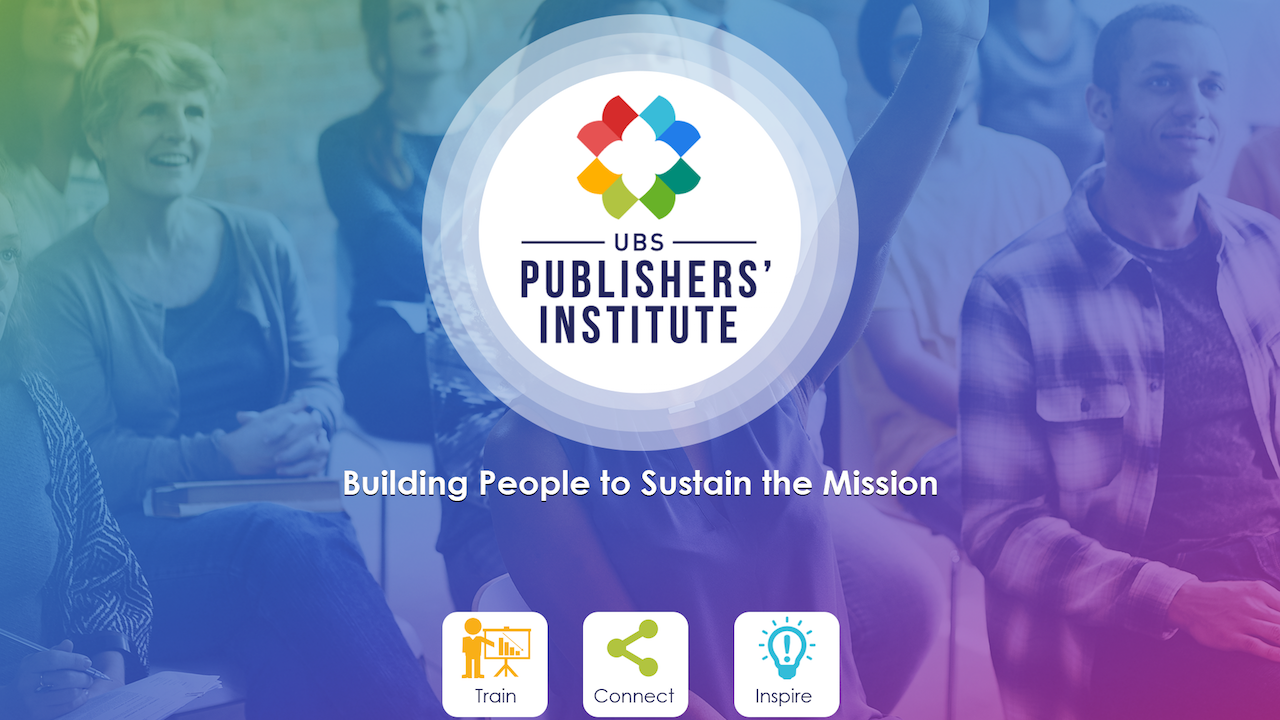 UBS
PUBLISHERS’
INSTITUTE
Building People to Sustain the Mission
Train
Connect
Inspire